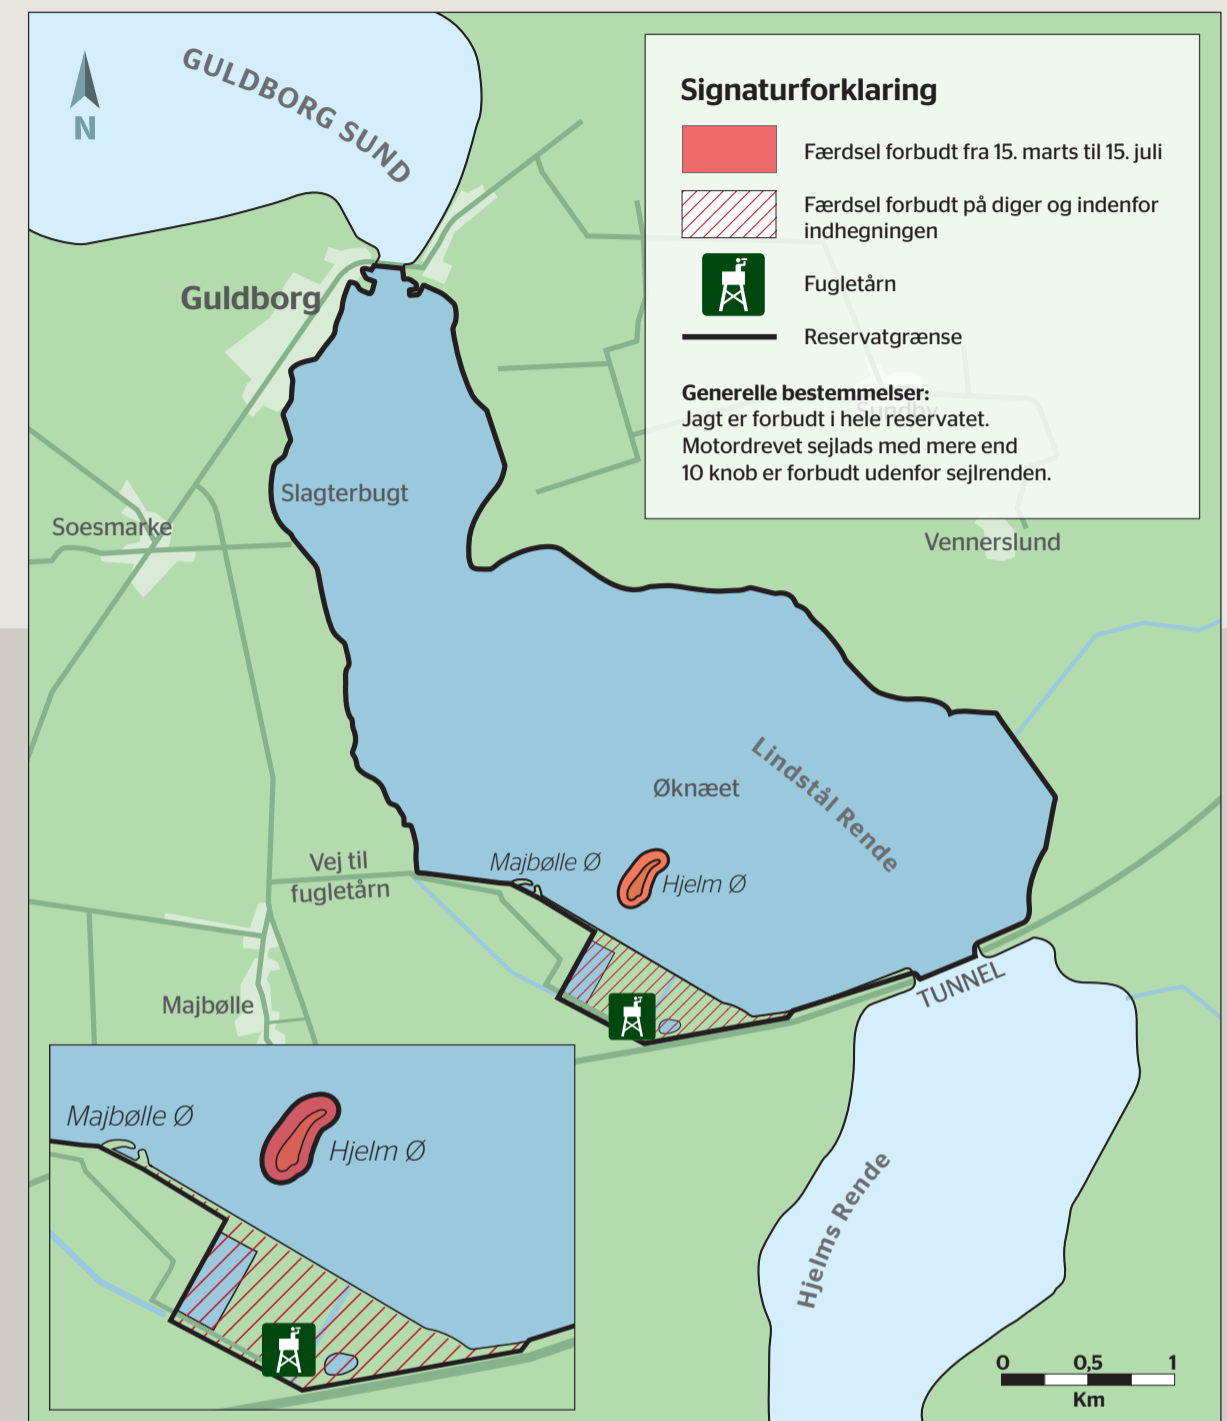 GULDBORG SUND
N
Signaturforklaring
Færdsel forbudt fra 15. marts til 15. juli
Færdsel forbudt på diger og indenfor
indhegningen
Fugletårn
Reservatgrænse
Generelle bestemmelser:
Jagt er forbudt i hele reservatet.
Motordrevet sejlads med mere end
10 knob er forbudt udenfor sejlrenden.
Sundby
Guldborg
Slagterbugt
Soesmarke
Vennerslund
Øknæet
Lindstål Rende
Vej til
fugletårn
Majbølle Ø
Hjelm Ø
Majbølle
TUNNEL
Majbølle Ø
Hjelm Ø
Hjelms Rende
0 0,5 1
Km